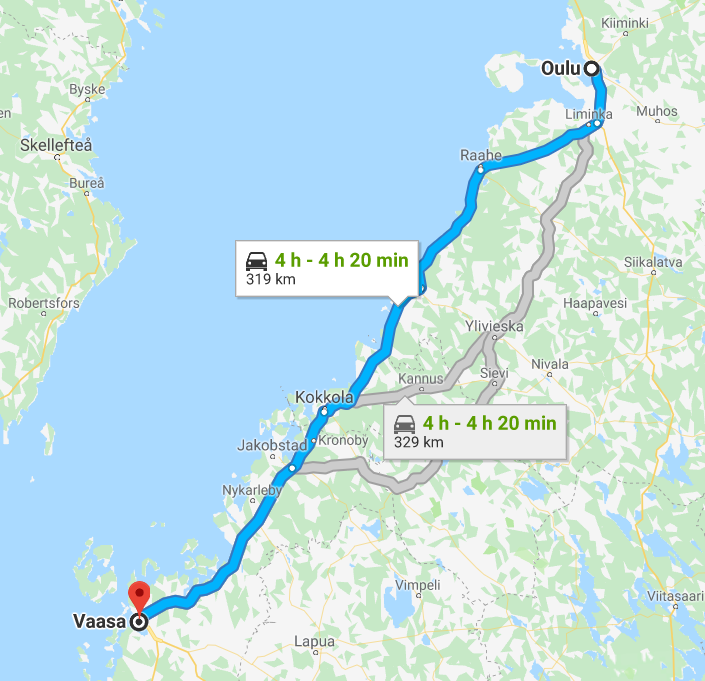 Kiiminki
Oulu
Byske
Liminka
Muhos
Skellefteå
Raahe
Bureå
4 h - 4 h 20 min
319 km
Siikalatva
Robertsfors
Haapavesi
Ylivieska
Nivala
Kannus
Sievi
Kokkola
4 h - 4 h 20 min
329 km
Kronoby
Jakobstad
Nykarleby
Vimpeli
Viitasaari
Vaasa
Lapua